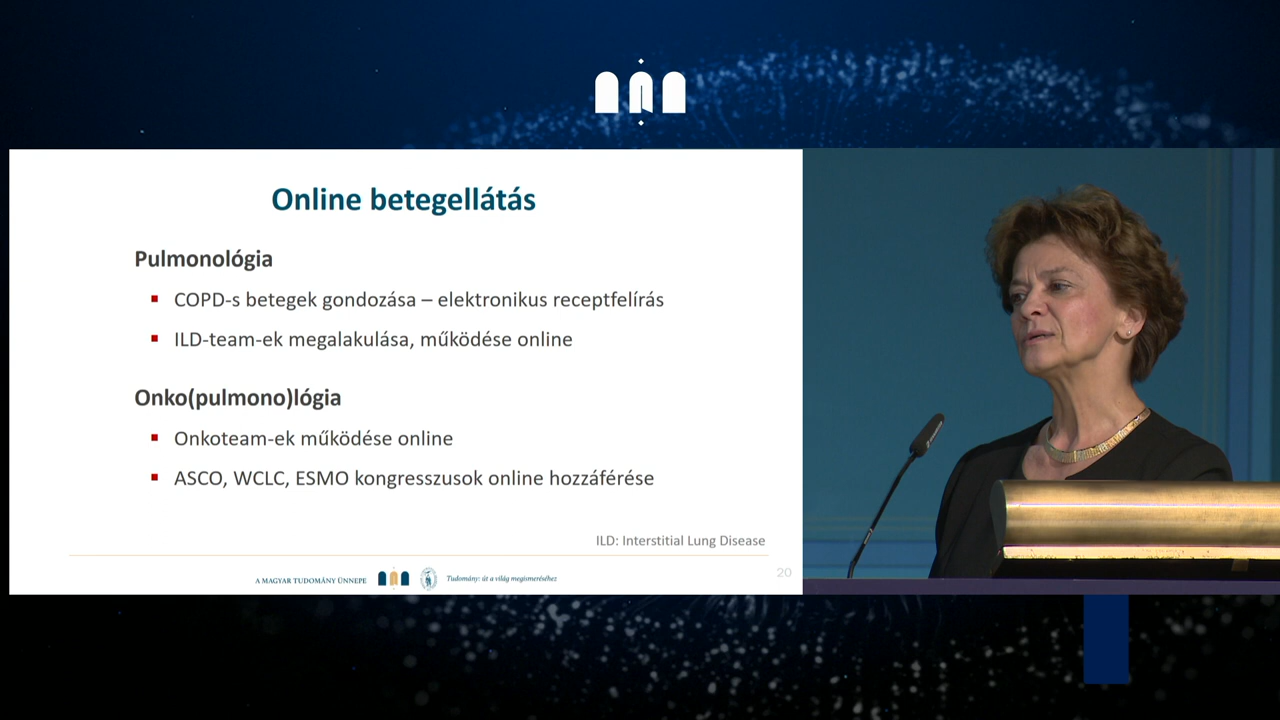 Online betegellátás
Pulmonológia
COPD-s betegek gondozása – elektronikus receptfelírás
ILD-team-ek megalakulása, működése online
Onko(pulmono)lógia
Onkoteam-ek működése online
ASCO, WCLC, ESMO kongresszusok online hozzáférése
ILD: Interstitial Lung Disease
A MAGYAR TUDOMÁNY ÜNNEPE
Tudomány: út a világ megismeréséhez
20